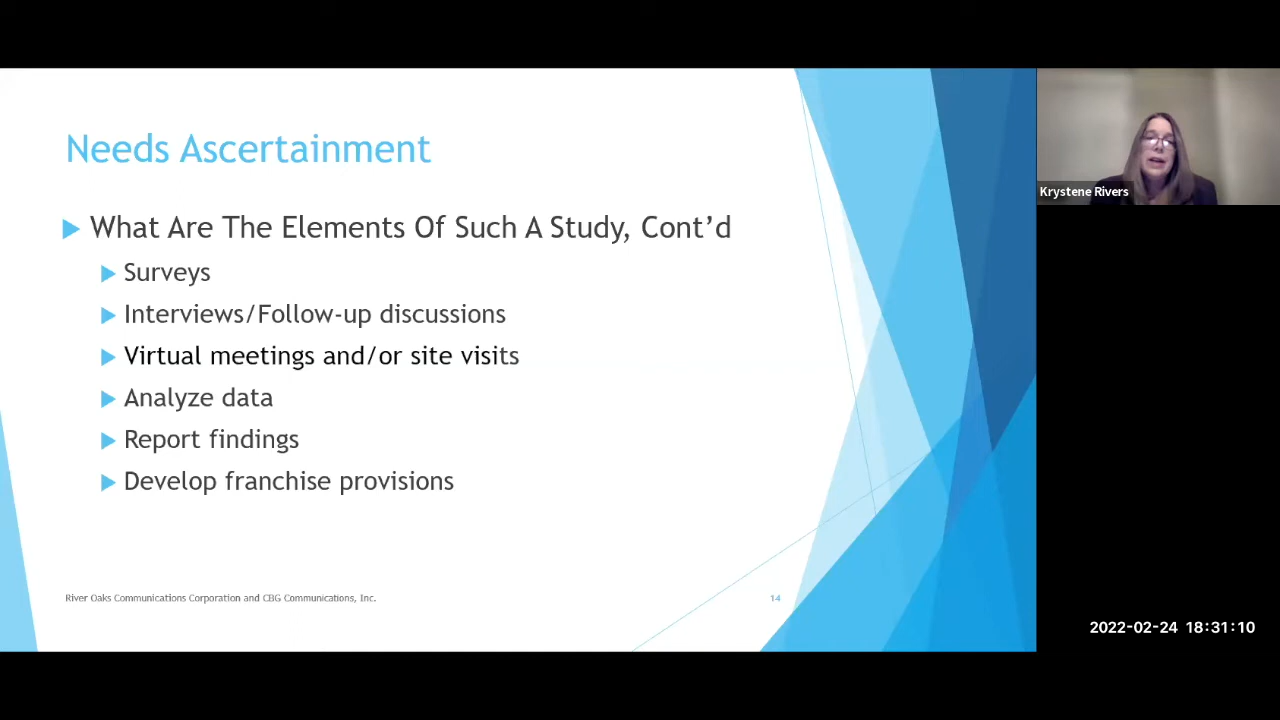 Needs Ascertainment
What Are The Elements Of Such A Study, Cont’d
Surveys
Interviews/Follow-up discussions
Virtual meetings and/or site visits
Analyze data
Report findings
Develop franchise provisions
River Oaks Communications Corporation and CBG Communications, Inc.
14
Krystene Rivers
2022-02-24 18:31:10